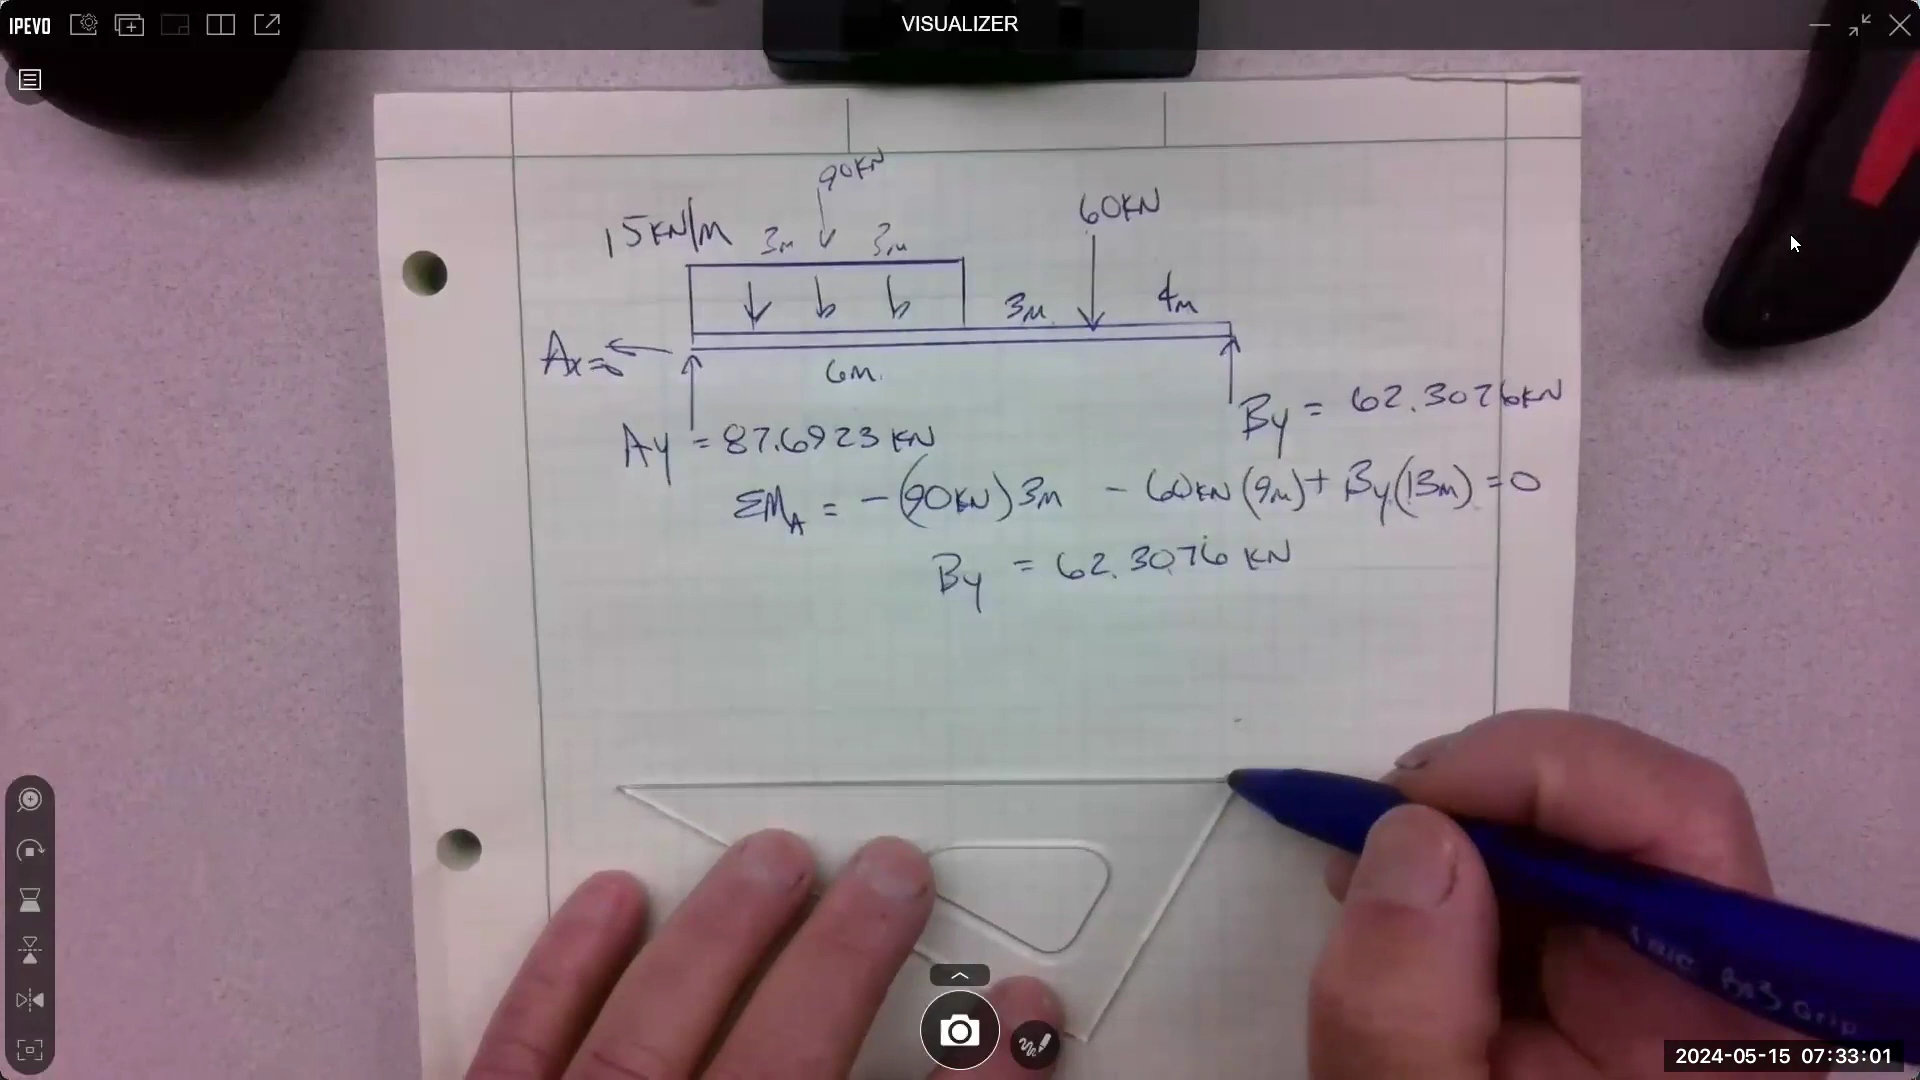 IPEVO
VISUALIZER
90KN
15KN/M 3m 3m
60KN
3m 4m
Ax=0
6m.
By = 62.3076KN
Ay = 87.6923 KN
ΣMA = -(90KN)3m - 60KN(9m)+ By(13m) = 0
By = 62.3076 KN
Grip
2024-05-15 07:33:01